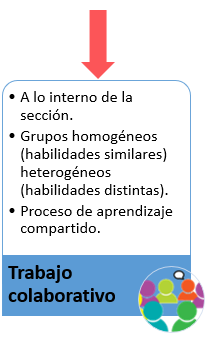 • A lo interno de la
sección.
• Grupos homogéneos
(habilidades similares)
heterogéneos
(habilidades distintas).
• Proceso de aprendizaje
compartido.
Trabajo
colaborativo